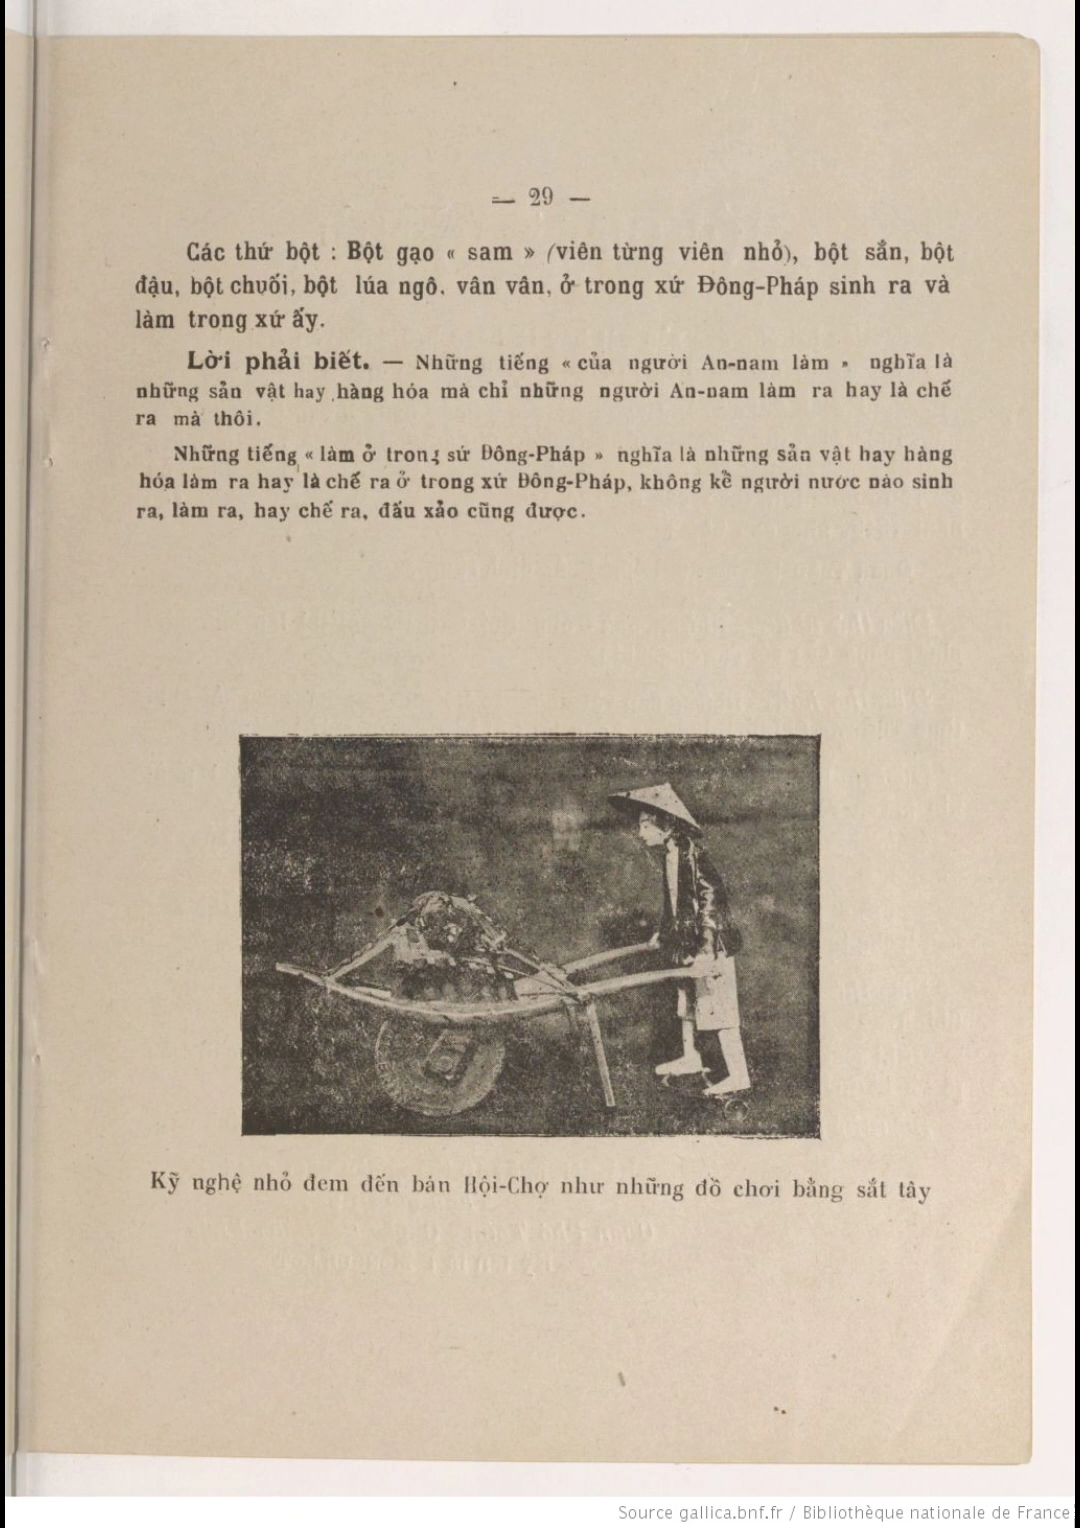 — 29 —
Các thứ bột : Bột gạo « sam » (viên từng viên nhỏ), bột sắn, bột
đậu, bột chuối, bột lúa ngô. vân vân, ở trong xứ Đông-Pháp sinh ra và
làm trong xứ ấy.
Lời phải biết. — Những tiếng « của người An-nam làm » nghĩa là
những sản vật hay hàng hóa mà chỉ những người An-nam làm ra hay là chế
ra mà thôi.
Những tiếng « làm ở trong sứ Đông-Pháp » nghĩa là những sản vật hay hàng
hóa làm ra hay là chế ra ở trong xứ Đông-Pháp, không kể người nước nào sinh
ra, làm ra, hay chế ra, đấu xảo cũng được.
Kỹ nghệ nhỏ đem đến bản Hội-Chợ như những đồ chơi bằng sắt tây
Source gallica.bnf.fr / Bibliothèque nationale de France